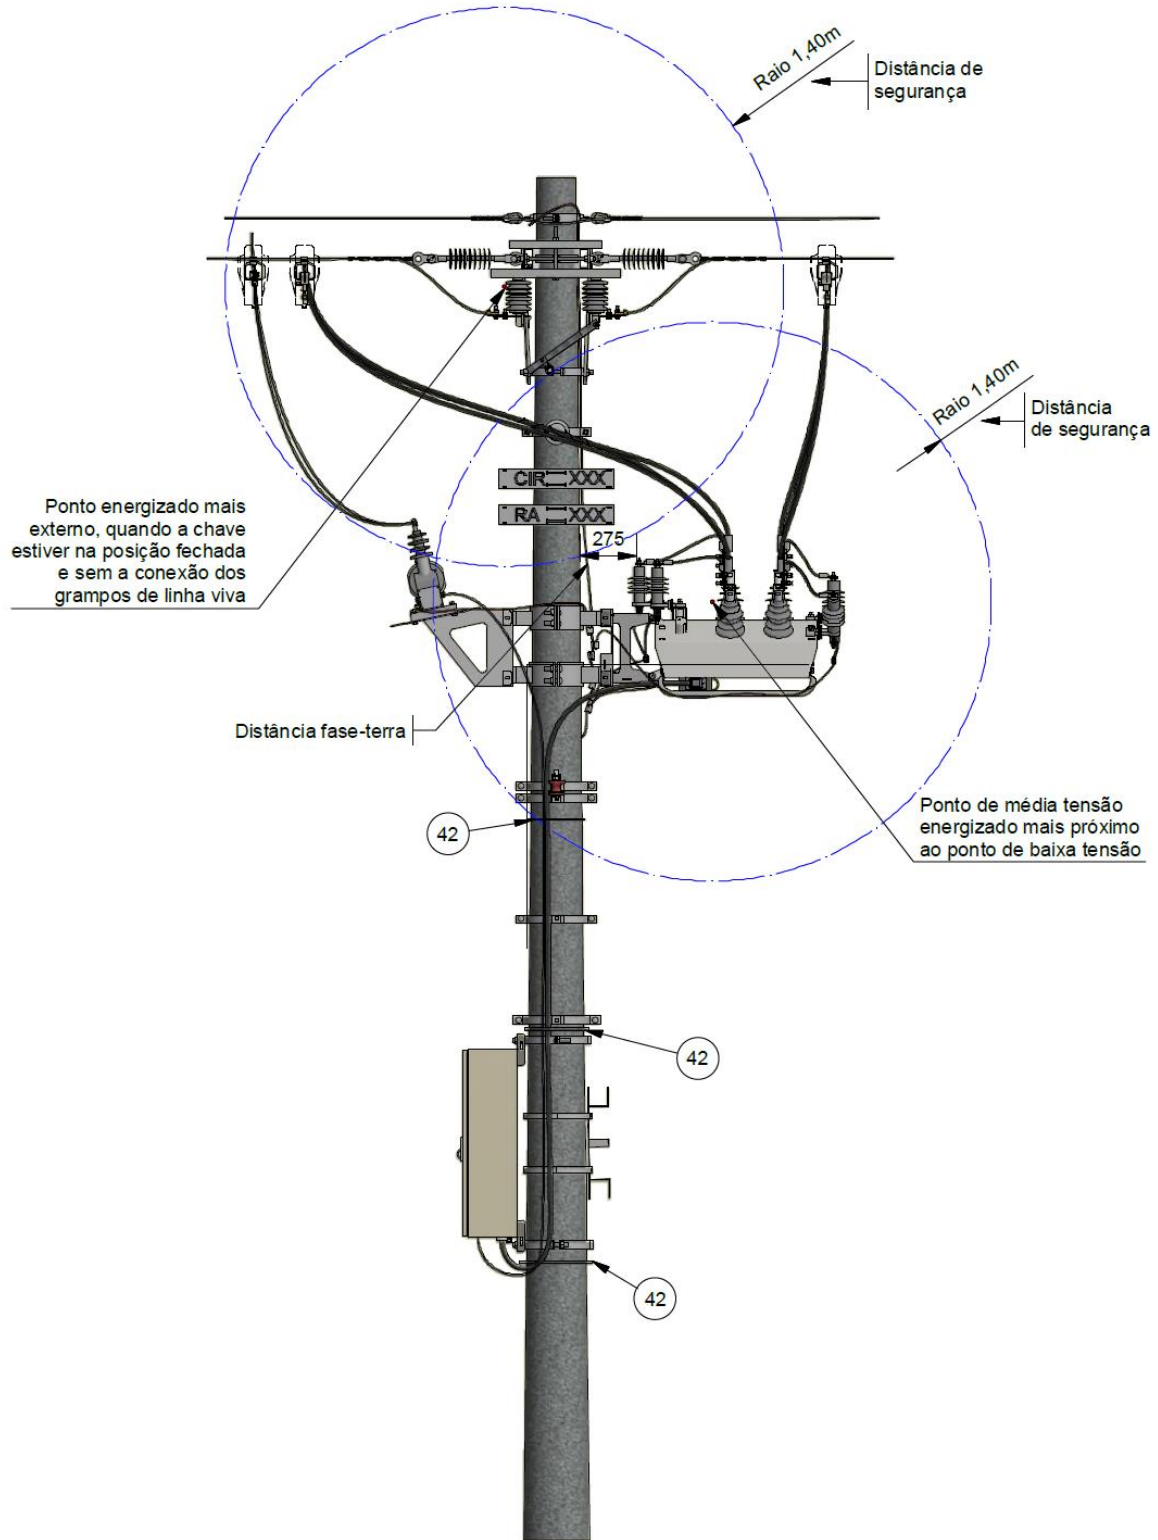 Raio 1,40m
Distância de
segurança
Raio 1,40m
Distância
de segurança
CIR XXX
RA XXX
275
Ponto energizado mais
externo, quando a chave
estiver na posição fechada
e sem a conexão dos
grampos de linha viva
Distância fase-terra
Ponto de média tensão
energizado mais próximo
ao ponto de baixa tensão
42
42
42